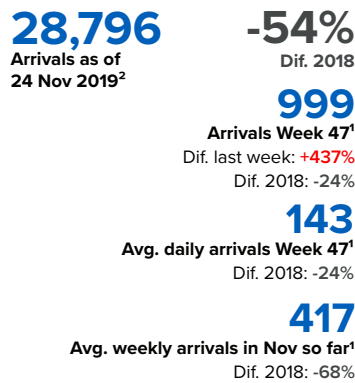 28,796
Arrivals as of
24 Nov 2019²
-54%
Dif. 2018
999
Arrivals Week 47¹
Dif. last week: +437%
Dif. 2018: -24%
143
Avg. daily arrivals Week 47¹
Dif. 2018: -24%
417
Avg. weekly arrivals in Nov so far¹
Dif. 2018: -68%